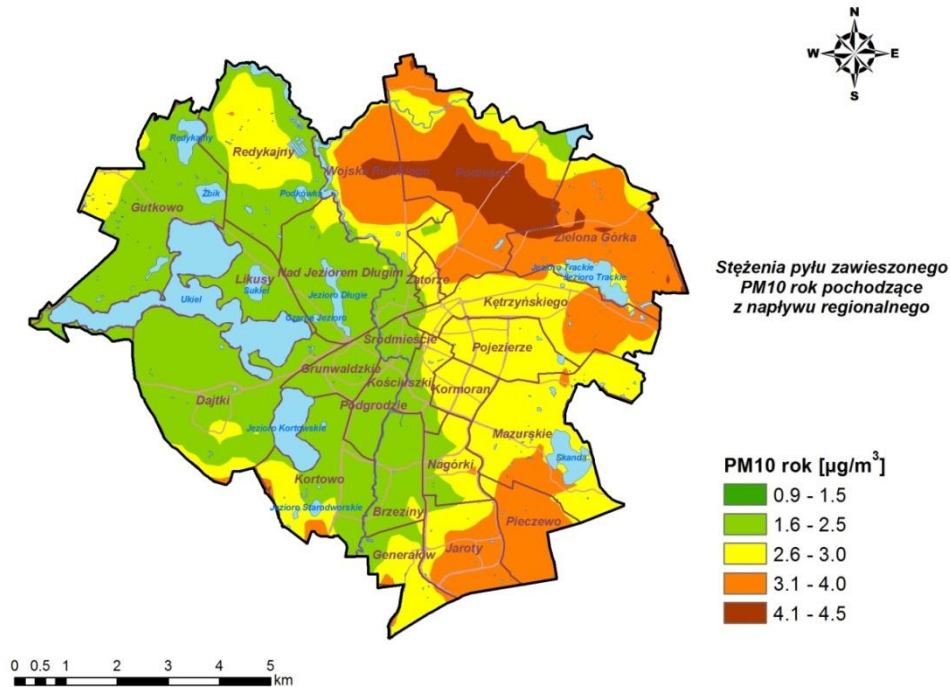 N
W E
S
Redykajny
Redykajny
Wojska Polskiego
Podleśna
Żbik
Podkówka
Gutkowo
Zielona Górka
Jezioro Trackie
Jezioro Trackie
Nad Jeziorem Długim
Zatorze
Likusy
Sukiel
Ukiel
Jezioro Długie
Kętrzyńskiego
Czarne Jezioro
Śródmieście
Pojezierze
Grunwaldzkie
Kościuszki
Kormoran
Dajtki
Podgrodzie
Jezioro Kortowskie
Mazurskie
Skanda
Nagórki
Kortowo
Jezioro Starodworskie
Brzeziny
Pieczewo
Generałów
Jaroty
Stężenia pyłu zawieszonego
PM10 rok pochodzące
z napływu regionalnego
PM10 rok [µg/m³]
0.9 - 1.5
1.6 - 2.5
2.6 - 3.0
3.1 - 4.0
4.1 - 4.5
0 0.5 1 2 3 4 5
km